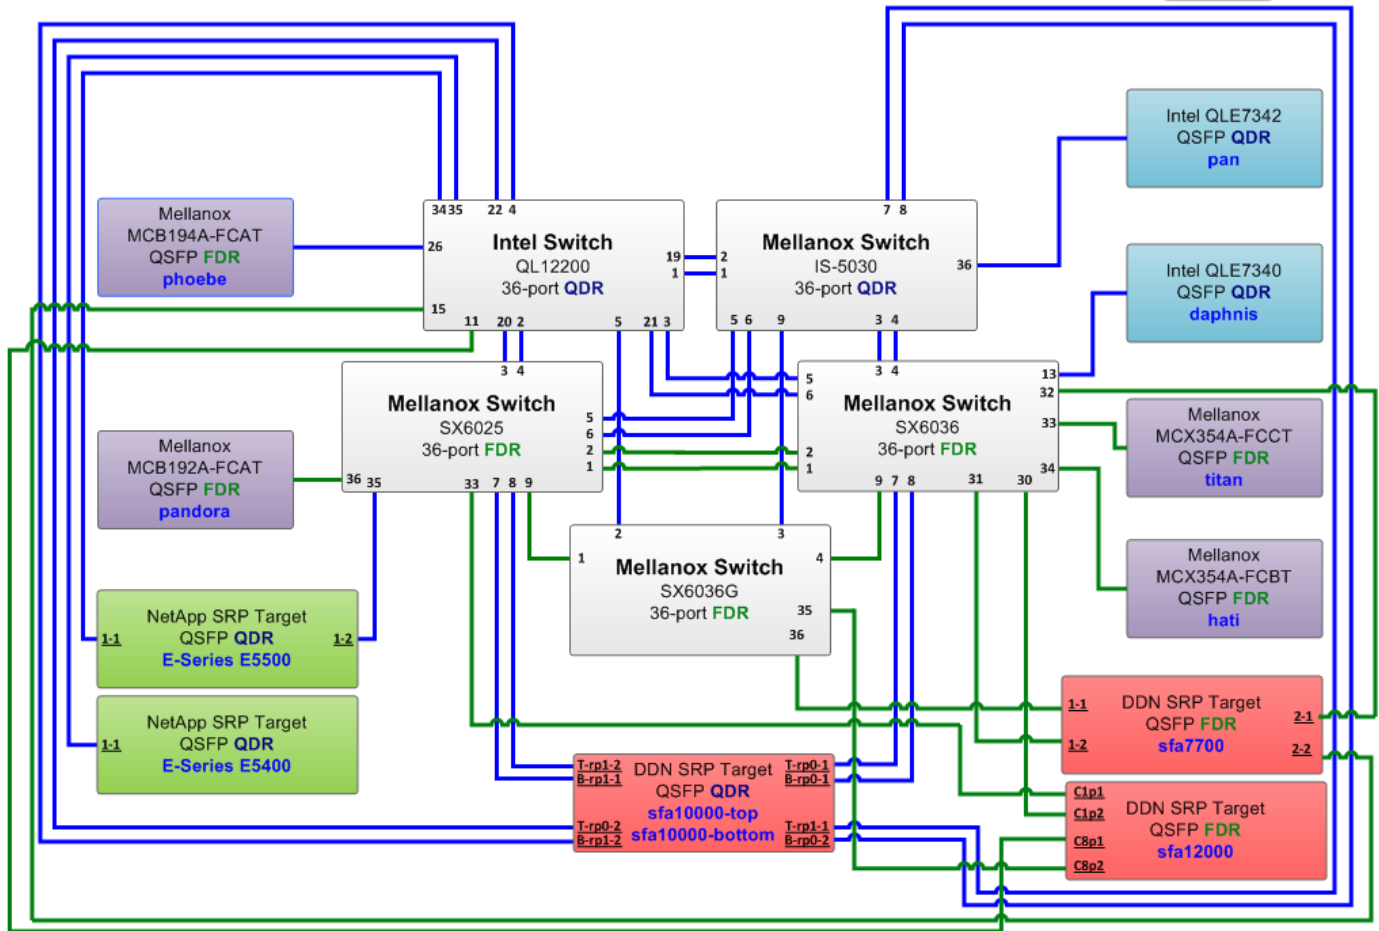 7 8
Intel QLE7342
QSFP QDR
pan
34 35 22 4
Mellanox
MCB194A-FCAT
QSFP FDR
phoebe
26
Intel Switch
QL12200
36-port QDR
19
1
15
11 20 2 5 21 3
2
1
Mellanox Switch
IS-5030
36-port QDR
36
5 6 9 3 4
Intel QLE7340
QSFP QDR
daphnis
3 4
Mellanox Switch
SX6025
36-port FDR
5
6
2
1
36 35 33 7 8 9
3 4
5
6
Mellanox Switch
SX6036
36-port FDR
2
1
13
32
33
34
9 7 8 31 30
Mellanox
MCX354A-FCCT
QSFP FDR
titan
Mellanox
MCB192A-FCAT
QSFP FDR
pandora
2 3
1 4
Mellanox Switch
SX6036G
36-port FDR
35
36
Mellanox
MCX354A-FCBT
QSFP FDR
hati
NetApp SRP Target
QSFP QDR
E-Series E5500
1-1 1-2
NetApp SRP Target
QSFP QDR
E-Series E5400
1-1
1-1
1-2
DDN SRP Target
QSFP FDR
sfa7700
2-1
2-2
T-rp1-2
B-rp1-1
T-rp0-2
B-rp1-2
DDN SRP Target
QSFP QDR
sfa10000-top
sfa10000-bottom
T-rp0-1
B-rp0-1
T-rp1-1
B-rp0-2
C1p1
C1p2
C8p1
C8p2
DDN SRP Target
QSFP FDR
sfa12000